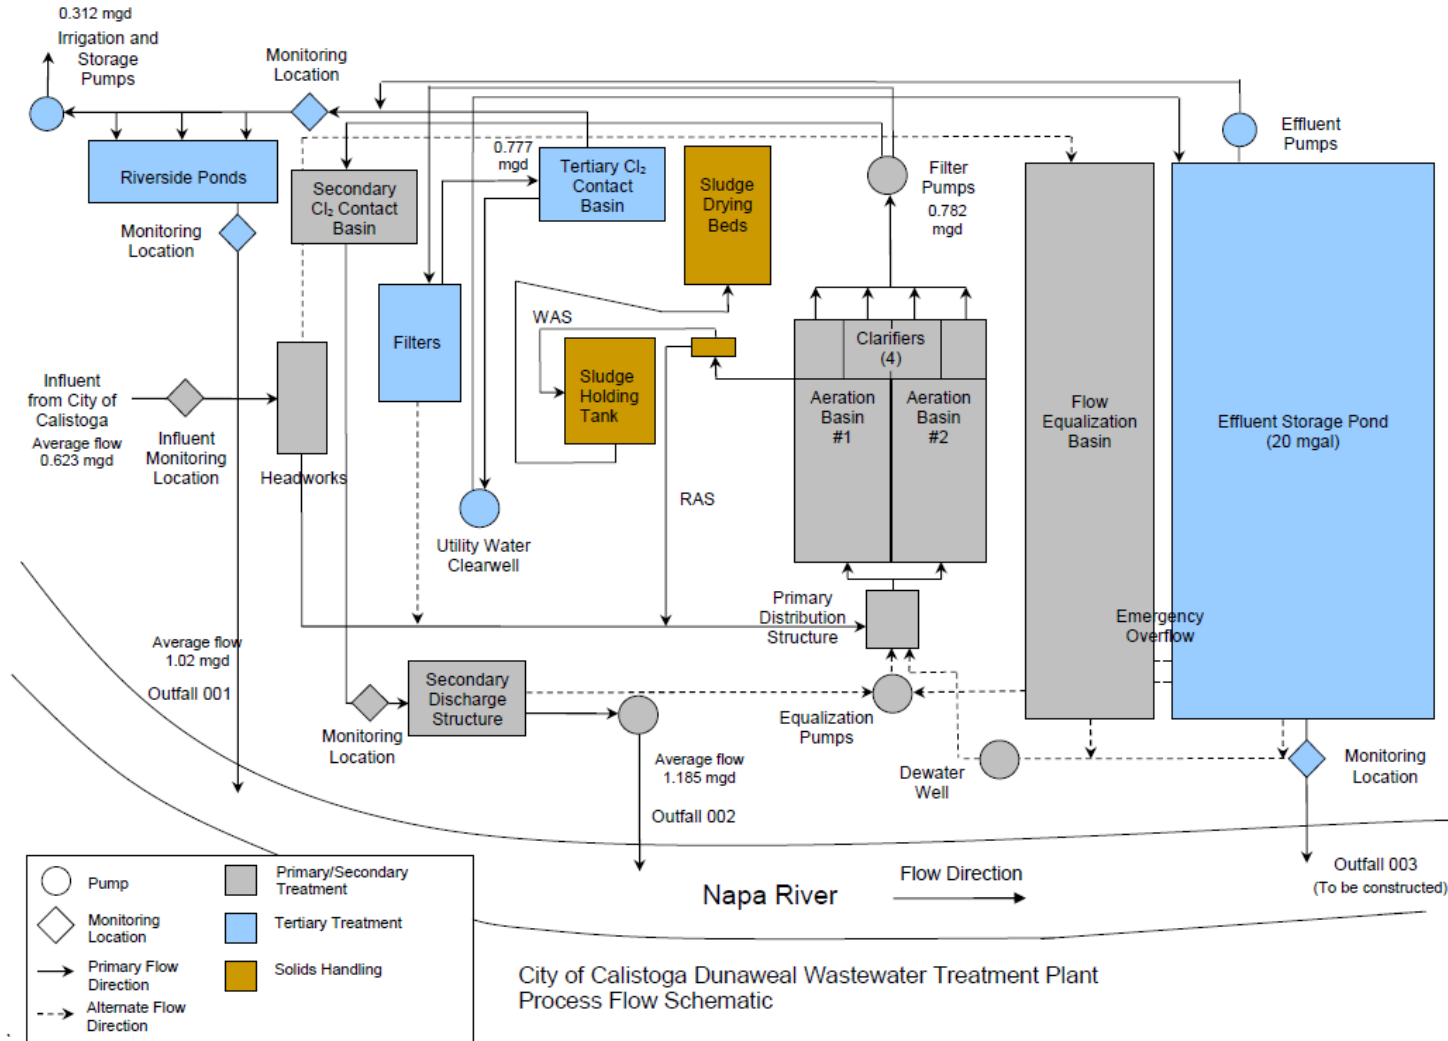 0.312 mgd
Irrigation and
Storage
Pumps
Monitoring
Location
Effluent
Pumps
Riverside Ponds
Secondary
Cl₂ Contact
Basin
0.777
mgd
Tertiary Cl₂
Contact
Basin
Sludge
Drying
Beds
Filter
Pumps
0.782
mgd
Monitoring
Location
Filters
WAS
Sludge
Holding
Tank
Clarifiers
(4)
Aeration
Basin
#1
Aeration
Basin
#2
Flow
Equalization
Basin
Effluent Storage Pond
(20 mgal)
Influent
from City of
Calistoga
Average flow
0.623 mgd
Influent
Monitoring
Location
Headworks
RAS
Utility Water
Clearwell
Primary
Distribution
Structure
Emergency
Overflow
Average flow
1.02 mgd
Outfall 001
Secondary
Discharge
Structure
Monitoring
Location
Equalization
Pumps
Average flow
1.185 mgd
Outfall 002
Dewater
Well
Monitoring
Location
Outfall 003
(To be constructed)
Napa River
Flow Direction
Pump
Primary/Secondary
Treatment
Monitoring
Location
Tertiary Treatment
Primary Flow
Direction
Solids Handling
Alternate Flow
Direction
City of Calistoga Dunaweal Wastewater Treatment Plant
Process Flow Schematic